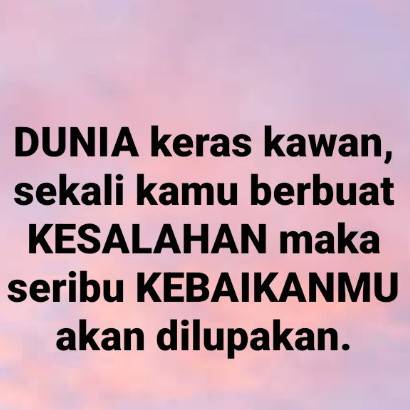 DUNIA keras kawan,
sekali kamu berbuat
KESALAHAN maka
seribu KEBAIKANMU
akan dilupakan.